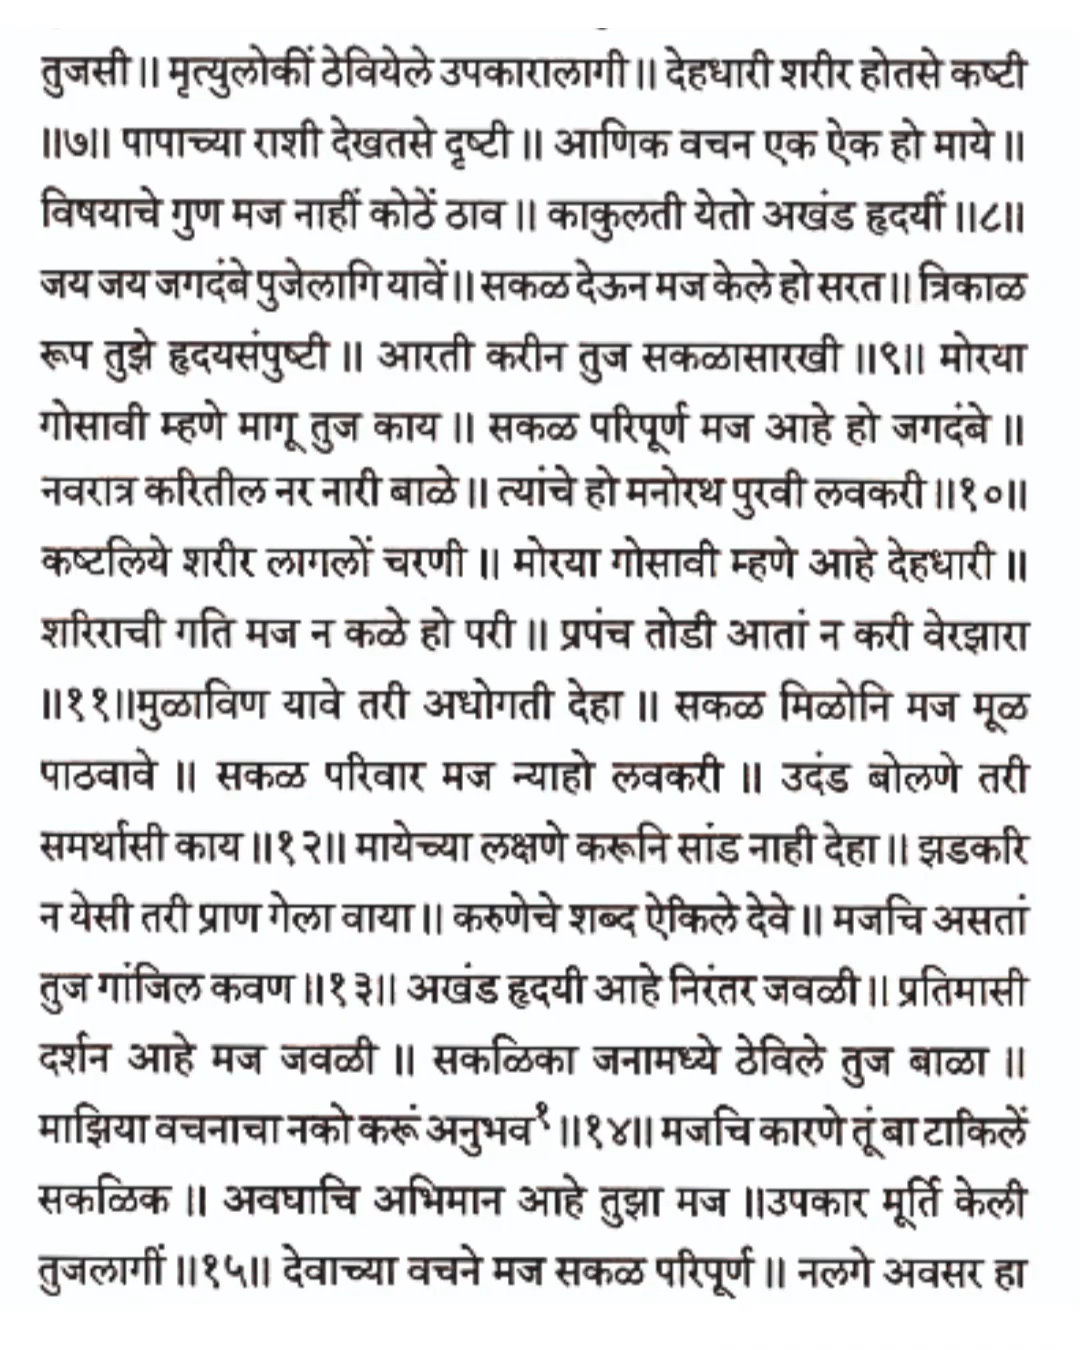 तुजसी ॥ मृत्युलोकीं ठेवियेले उपकारालागी ॥ देहधारी शरीर होतसे कष्टी
॥७॥ पापाच्या राशी देखतसे दृष्टी ॥ आणिक वचन एक ऐक हो माये ॥
विषयाचे गुण मज नाहीं कोठें ठाव ॥ काकुलती येतो अखंड हृदयीं ॥८॥
जय जय जगदंबे पुजेलागि यावें ॥ सकळ देऊन मज केले हो सरत ॥ त्रिकाळ
रूप तुझे हृदयसंपुष्टी ॥ आरती करीन तुज सकळासारखी ॥९॥ मोरया
गोसावी म्हणे मागू तुज काय ॥ सकळ परिपूर्ण मज आहे हो जगदंबे ॥
नवरात्र करितील नर नारी बाळे ॥ त्यांचे हो मनोरथ पुरवी लवकरी ॥१०॥
कष्टलिये शरीर लागलों चरणी ॥ मोरया गोसावी म्हणे आहे देहधारी ॥
शरिराची गति मज न कळे हो परी ॥ प्रपंच तोडी आतां न करी वेरझारा
॥११॥मुळाविण यावे तरी अधोगती देहा ॥ सकळ मिळोनि मज मूळ
पाठवावे ॥ सकळ परिवार मज न्याहो लवकरी ॥ उदंड बोलणे तरी
समर्थासी काय ॥१२॥ मायेच्या लक्षणे करूनि सांड नाही देहा ॥ झडकरि
न येसी तरी प्राण गेला वाया ॥ करुणेचे शब्द ऐकिले देवे ॥ मजचि असतां
तुज गांजिल कवण ॥१३॥ अखंड हृदयी आहे निरंतर जवळी ॥ प्रतिमासी
दर्शन आहे मज जवळी ॥ सकळिका जनामध्ये ठेविले तुज बाळा ॥
माझिया वचनाचा नको करूं अनुभव१ ॥१४॥ मजचि कारणे तूं बा टाकिलें
सकळिक ॥ अवघाचि अभिमान आहे तुझा मज ॥उपकार मूर्ति केली
तुजलागीं ॥१५॥ देवाच्या वचने मज सकळ परिपूर्ण ॥ नलगे अवसर हा